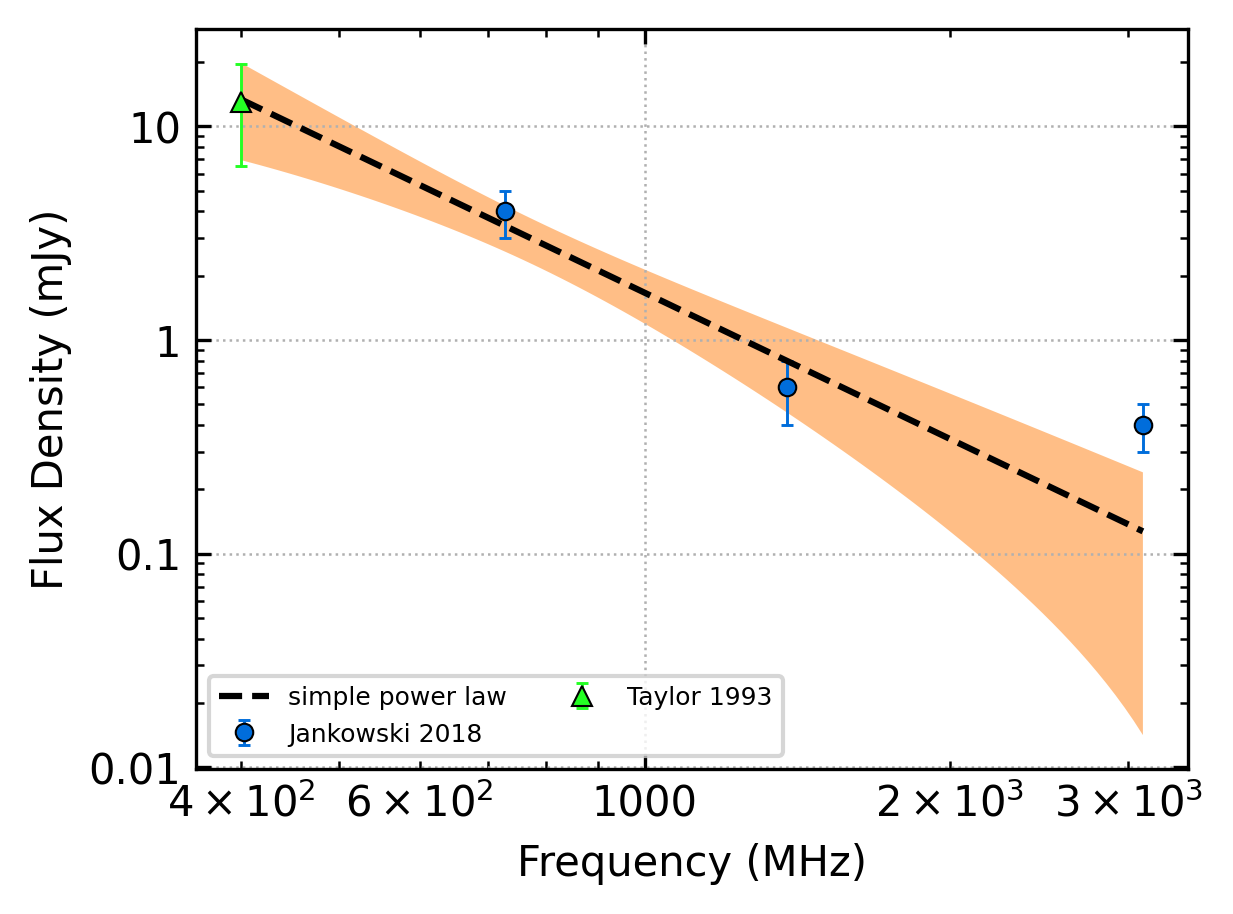 Flux Density (mJy)
10
1
0.1
0.01
simple power law
Jankowski 2018
Taylor 1993
4 × 10²
6 × 10²
1000
2 × 10³
3 × 10³
Frequency (MHz)